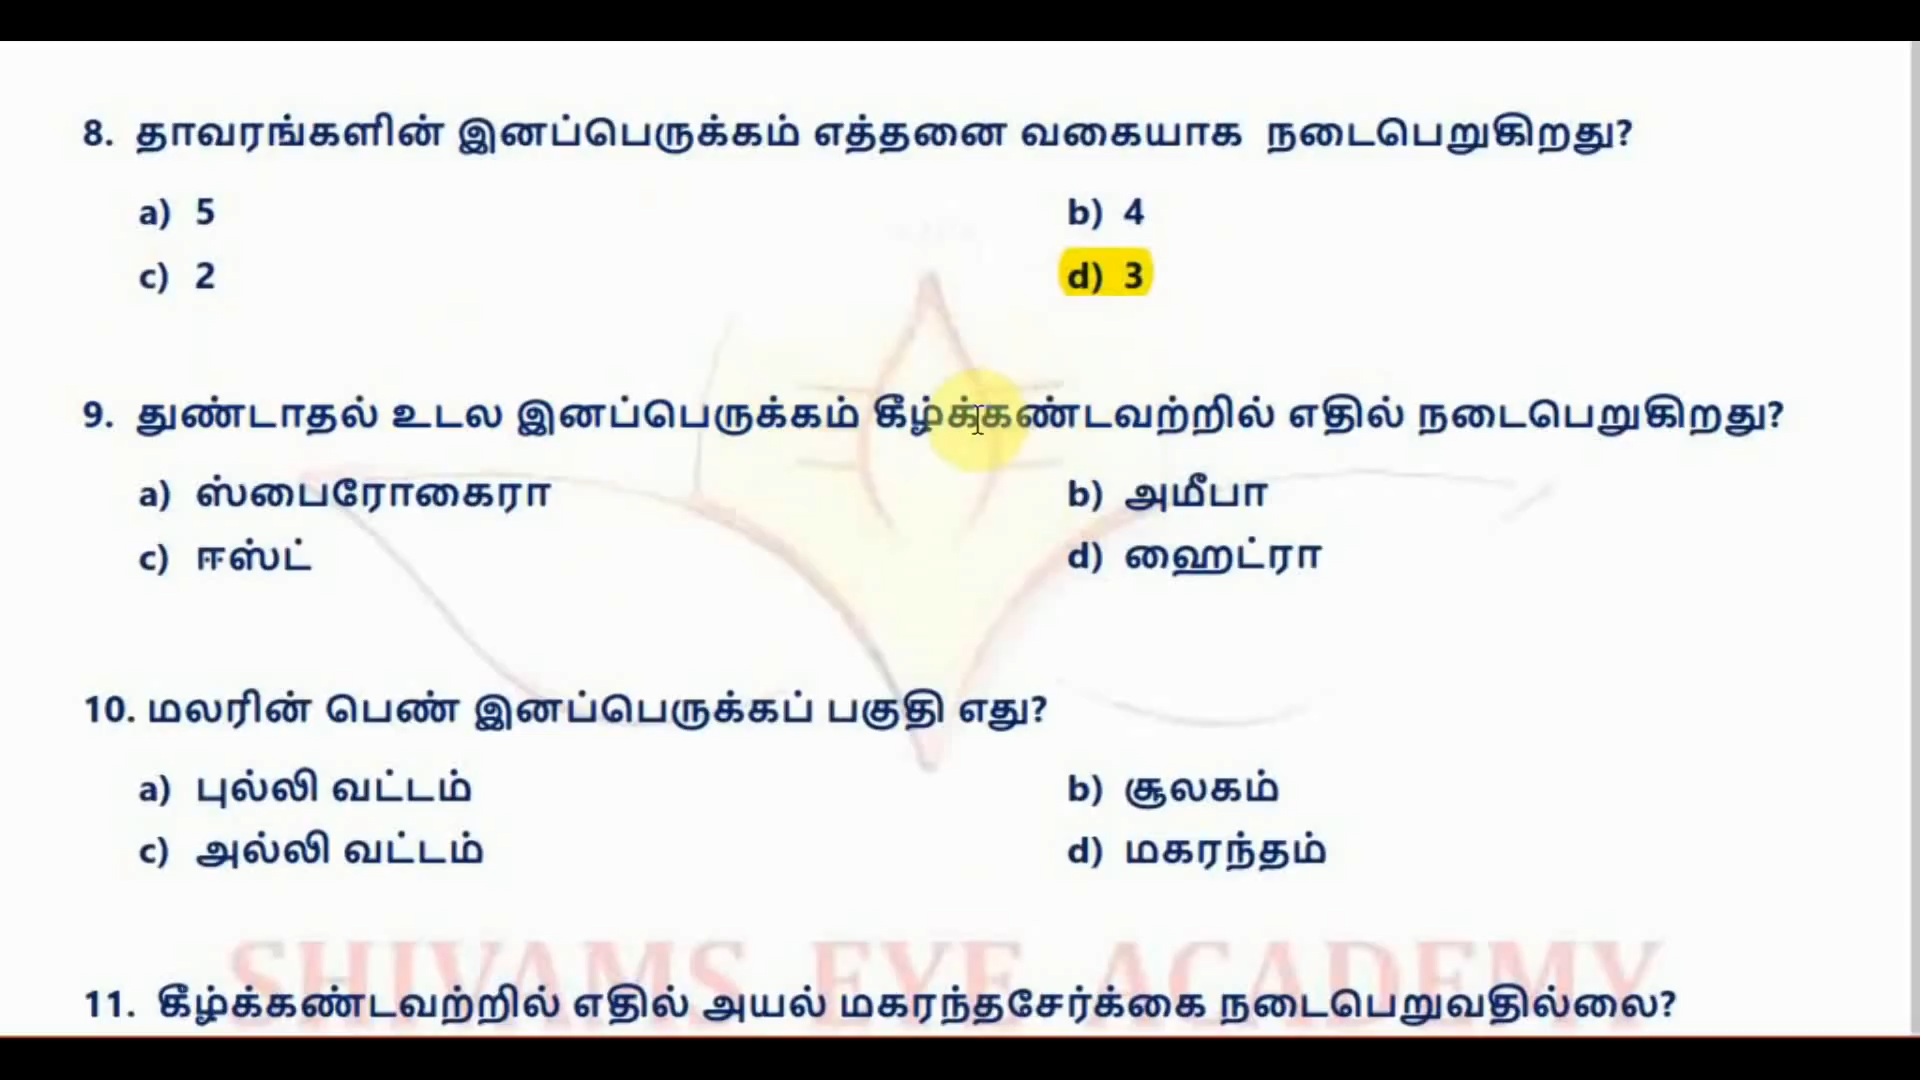 8. தாவரங்களின் இனப்பெருக்கம் எத்தனை வகையாக நடைபெறுகிறது?
a) 5 b) 4
c) 2 d) 3
9. துண்டாதல் உடல இனப்பெருக்கம் கீழ்க்கண்டவற்றில் எதில் நடைபெறுகிறது?
a) ஸ்பைரோகைரா b) அமீபா
c) ஈஸ்ட் d) ஹைட்ரா
10. மலரின் பெண் இனப்பெருக்கப் பகுதி எது?
a) புல்லி வட்டம் b) சூலகம்
c) அல்லி வட்டம் d) மகரந்தம்
SHIVAMS EYE ACADEMY
11. கீழ்க்கண்டவற்றில் எதில் அயல் மகரந்தசேர்க்கை நடைபெறுவதில்லை?